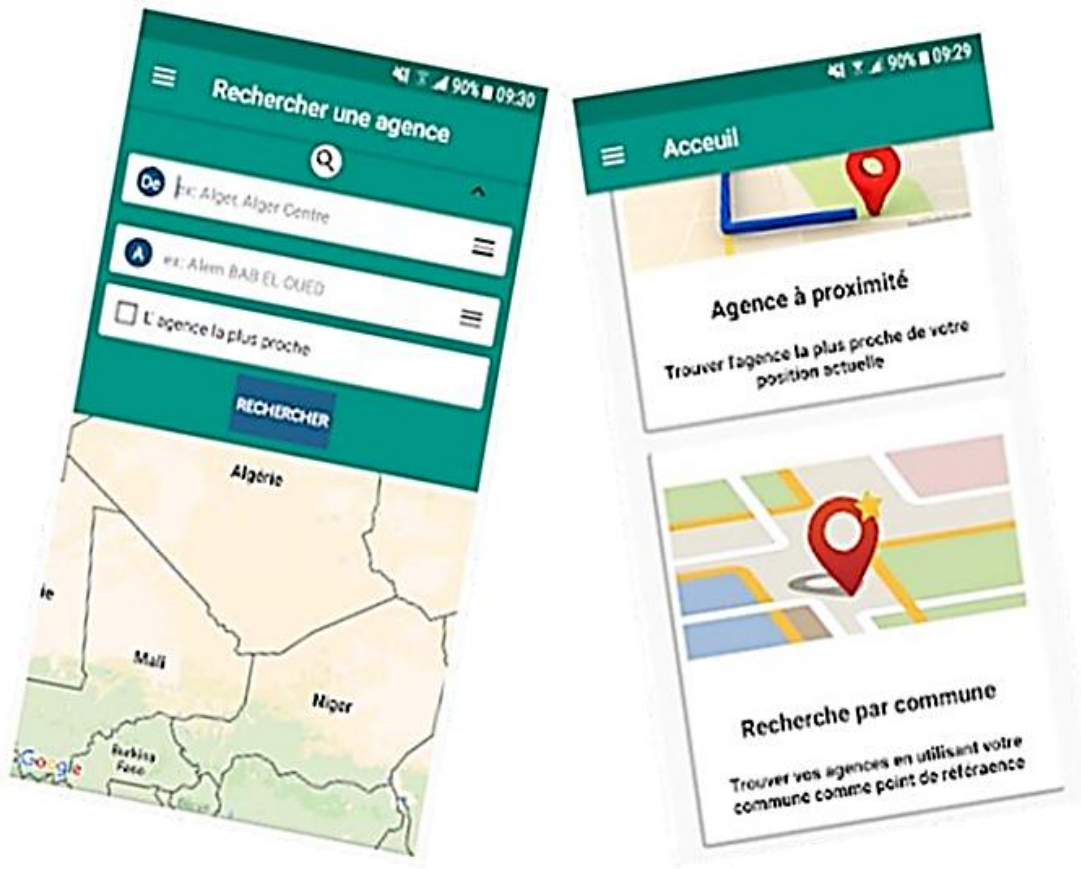 90% 09:30
Rechercher une agence
De
ex: Alger, Alger Centre
A
ex: Alem BAB EL OUED
L'agence la plus proche
RECHERCHER
Algérie
ie
Mali
Niger
Burkina
Faso
Google
90% 09:29
Acceuil
Agence à proximité
Trouver l'agence la plus proche de votre
position actuelle
Recherche par commune
Trouver vos agences en utilisant votre
commune comme point de référaence